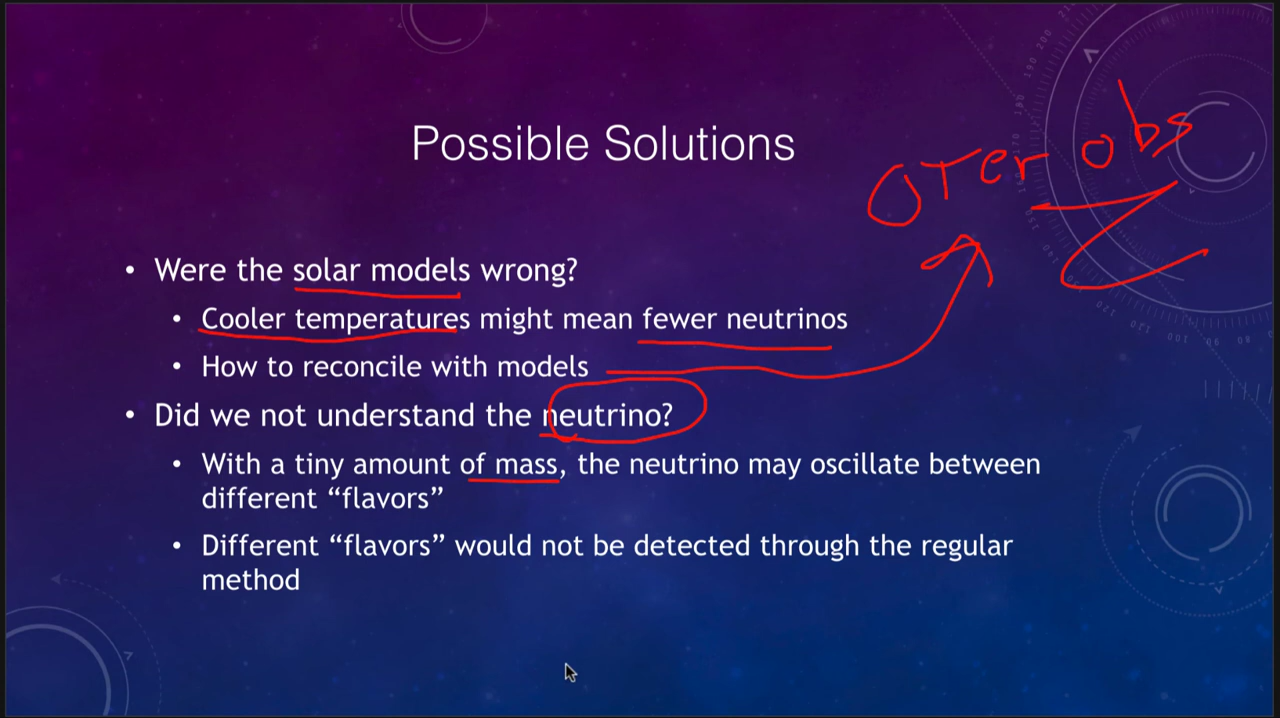 Possible Solutions
OTer obs
• Were the solar models wrong?
• Cooler temperatures might mean fewer neutrinos
• How to reconcile with models
• Did we not understand the neutrino?
• With a tiny amount of mass, the neutrino may oscillate between
different “flavors”
• Different “flavors” would not be detected through the regular
method